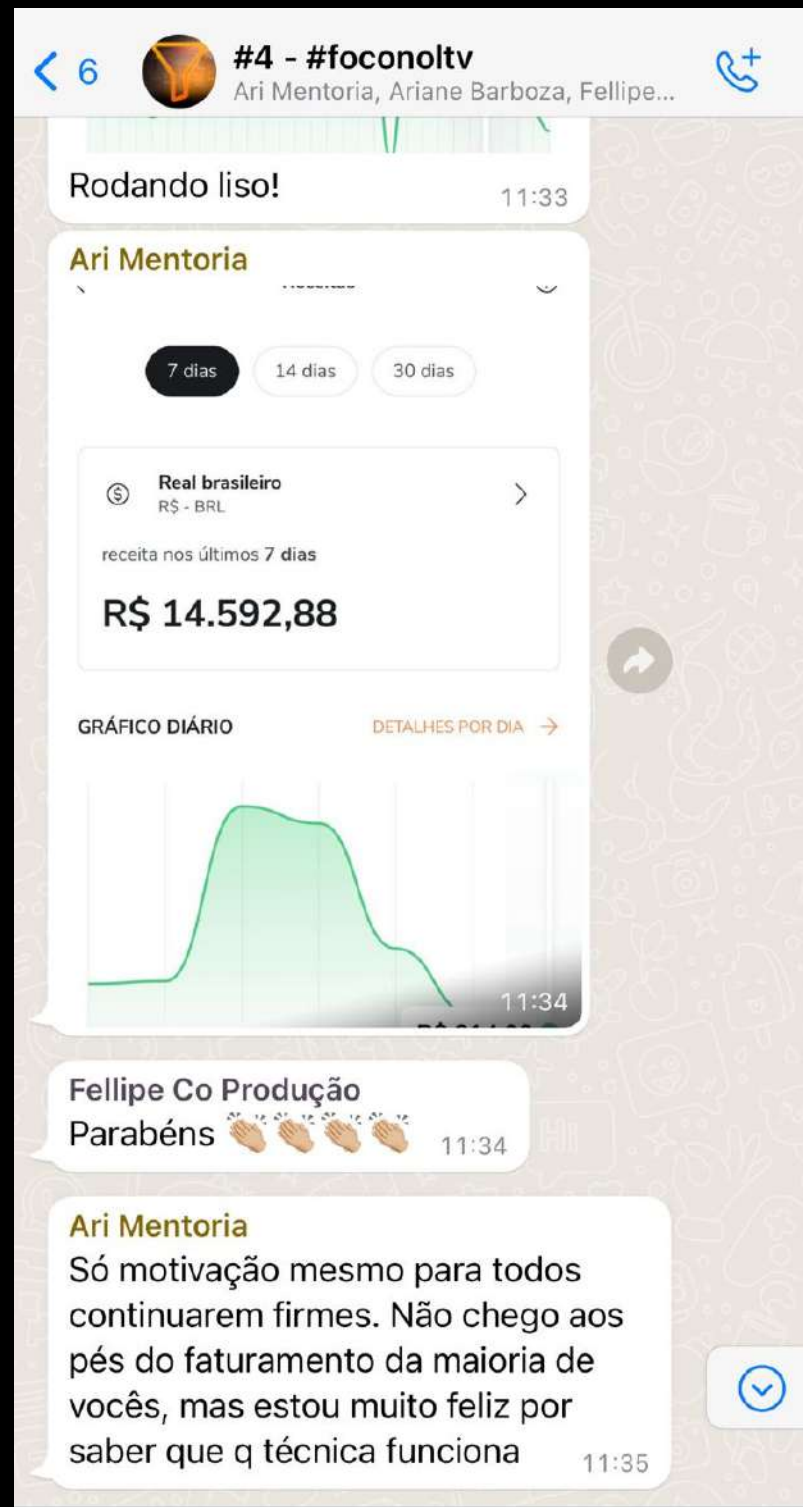 6
#4 - #foconoltv
Ari Mentoria, Ariane Barboza, Fellipe...
Rodando liso!
11:33
Ari Mentoria
7 dias
14 dias
30 dias
Real brasileiro
R$ - BRL
receita nos últimos 7 dias
R$ 14.592,88
GRÁFICO DIÁRIO
DETALHES POR DIA →
11:34
Fellipe Co Produção
Parabéns 👏🏼👏🏼👏🏼👏🏼
11:34
Ari Mentoria
Só motivação mesmo para todos
continuarem firmes. Não chego aos
pés do faturamento da maioria de
vocês, mas estou muito feliz por
saber que q técnica funciona
11:35